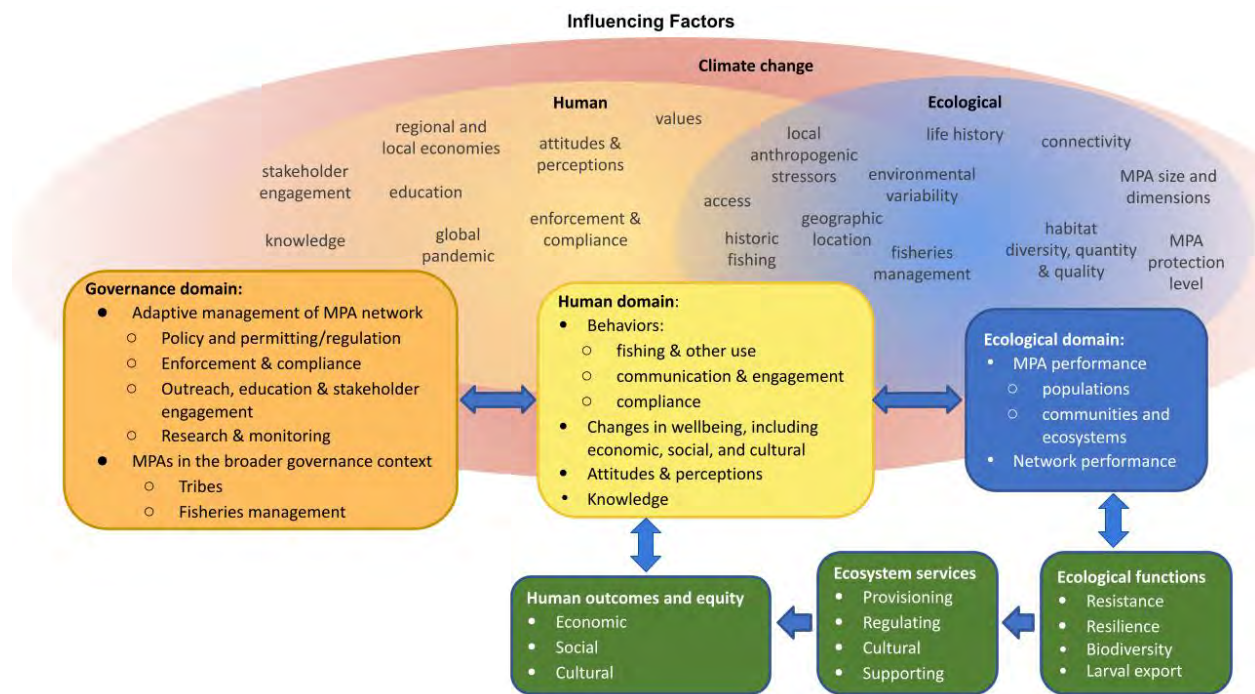 Influencing Factors
Climate change
Human
Ecological
values
regional and
local economies
attitudes &
perceptions
local
anthropogenic
stressors
life history
connectivity
stakeholder
engagement
education
environmental
variability
MPA size and
dimensions
access
knowledge
global
pandemic
enforcement &
compliance
historic
fishing
geographic
location
fisheries
management
habitat
diversity, quantity
& quality
MPA
protection
level
Governance domain:
● Adaptive management of MPA network
○ Policy and permitting/regulation
○ Enforcement & compliance
○ Outreach, education & stakeholder
engagement
○ Research & monitoring
● MPAs in the broader governance context
○ Tribes
○ Fisheries management
Human domain:
• Behaviors:
○ fishing & other use
○ communication & engagement
○ compliance
• Changes in wellbeing, including
economic, social, and cultural
• Attitudes & perceptions
• Knowledge
Ecological domain:
• MPA performance
○ populations
○ communities and
ecosystems
• Network performance
Human outcomes and equity
• Economic
• Social
• Cultural
Ecosystem services
• Provisioning
• Regulating
• Cultural
• Supporting
Ecological functions
• Resistance
• Resilience
• Biodiversity
• Larval export